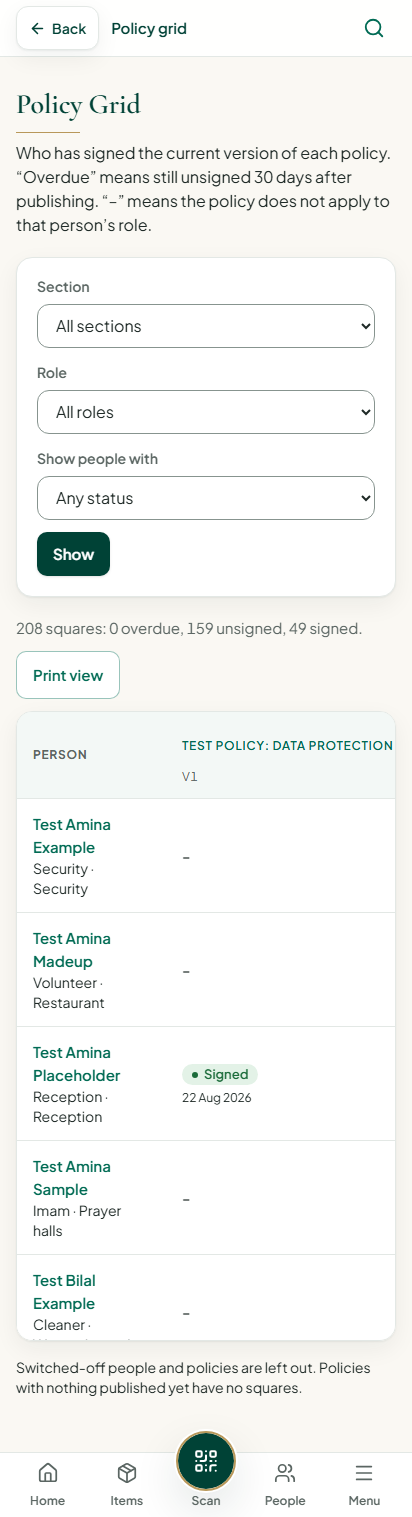 Back
Policy grid
Policy Grid
Who has signed the current version of each policy.
“Overdue” means still unsigned 30 days after
publishing. “–” means the policy does not apply to
that person’s role.
Section
All sections
Role
All roles
Show people with
Any status
Show
208 squares: 0 overdue, 159 unsigned, 49 signed.
Print view
PERSON
TEST POLICY: DATA PROTECTION
V1
Test Amina
Example
Security ·
Security
–
Test Amina
Madeup
Volunteer ·
Restaurant
–
Test Amina
Placeholder
Reception ·
Reception
Signed
22 Aug 2026
Test Amina
Sample
Imam · Prayer
halls
–
Test Bilal
Example
Cleaner ·
–
Switched-off people and policies are left out. Policies
with nothing published yet have no squares.
Home
Items
Scan
People
Menu